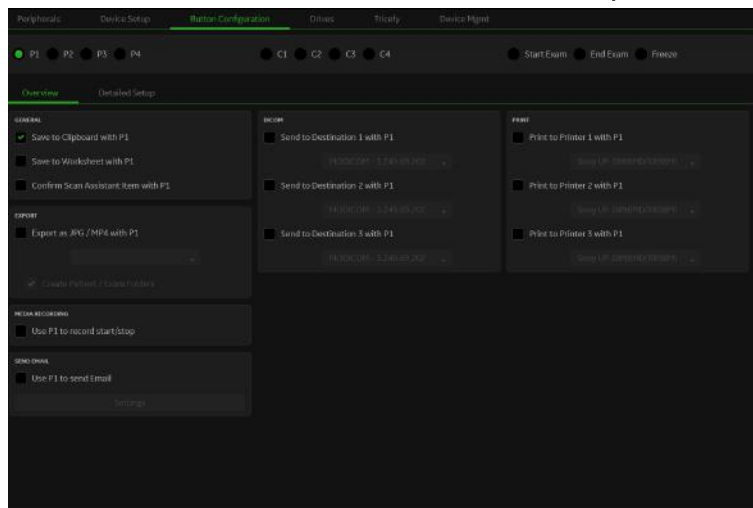 Peripherals Device Setup Button Configuration Drives Tricefy Device Mgmt
P1 P2 P3 P4 C1 C2 C3 C4 Start Exam End Exam Freeze
Overview Detailed Setup
GENERAL
Save to Clipboard with P1
Save to Worksheet with P1
Confirm Scan Assistant Item with P1
EXPORT
Export as JPG / MP4 with P1
Create Patient / Exam Folders
MEDIA RECORDING
Use P1 to record start/stop
SEND EMAIL
Use P1 to send Email
Settings
DICOM
Send to Destination 1 with P1
Send to Destination 2 with P1
Send to Destination 3 with P1
PRINT
Print to Printer 1 with P1
Print to Printer 2 with P1
Print to Printer 3 with P1